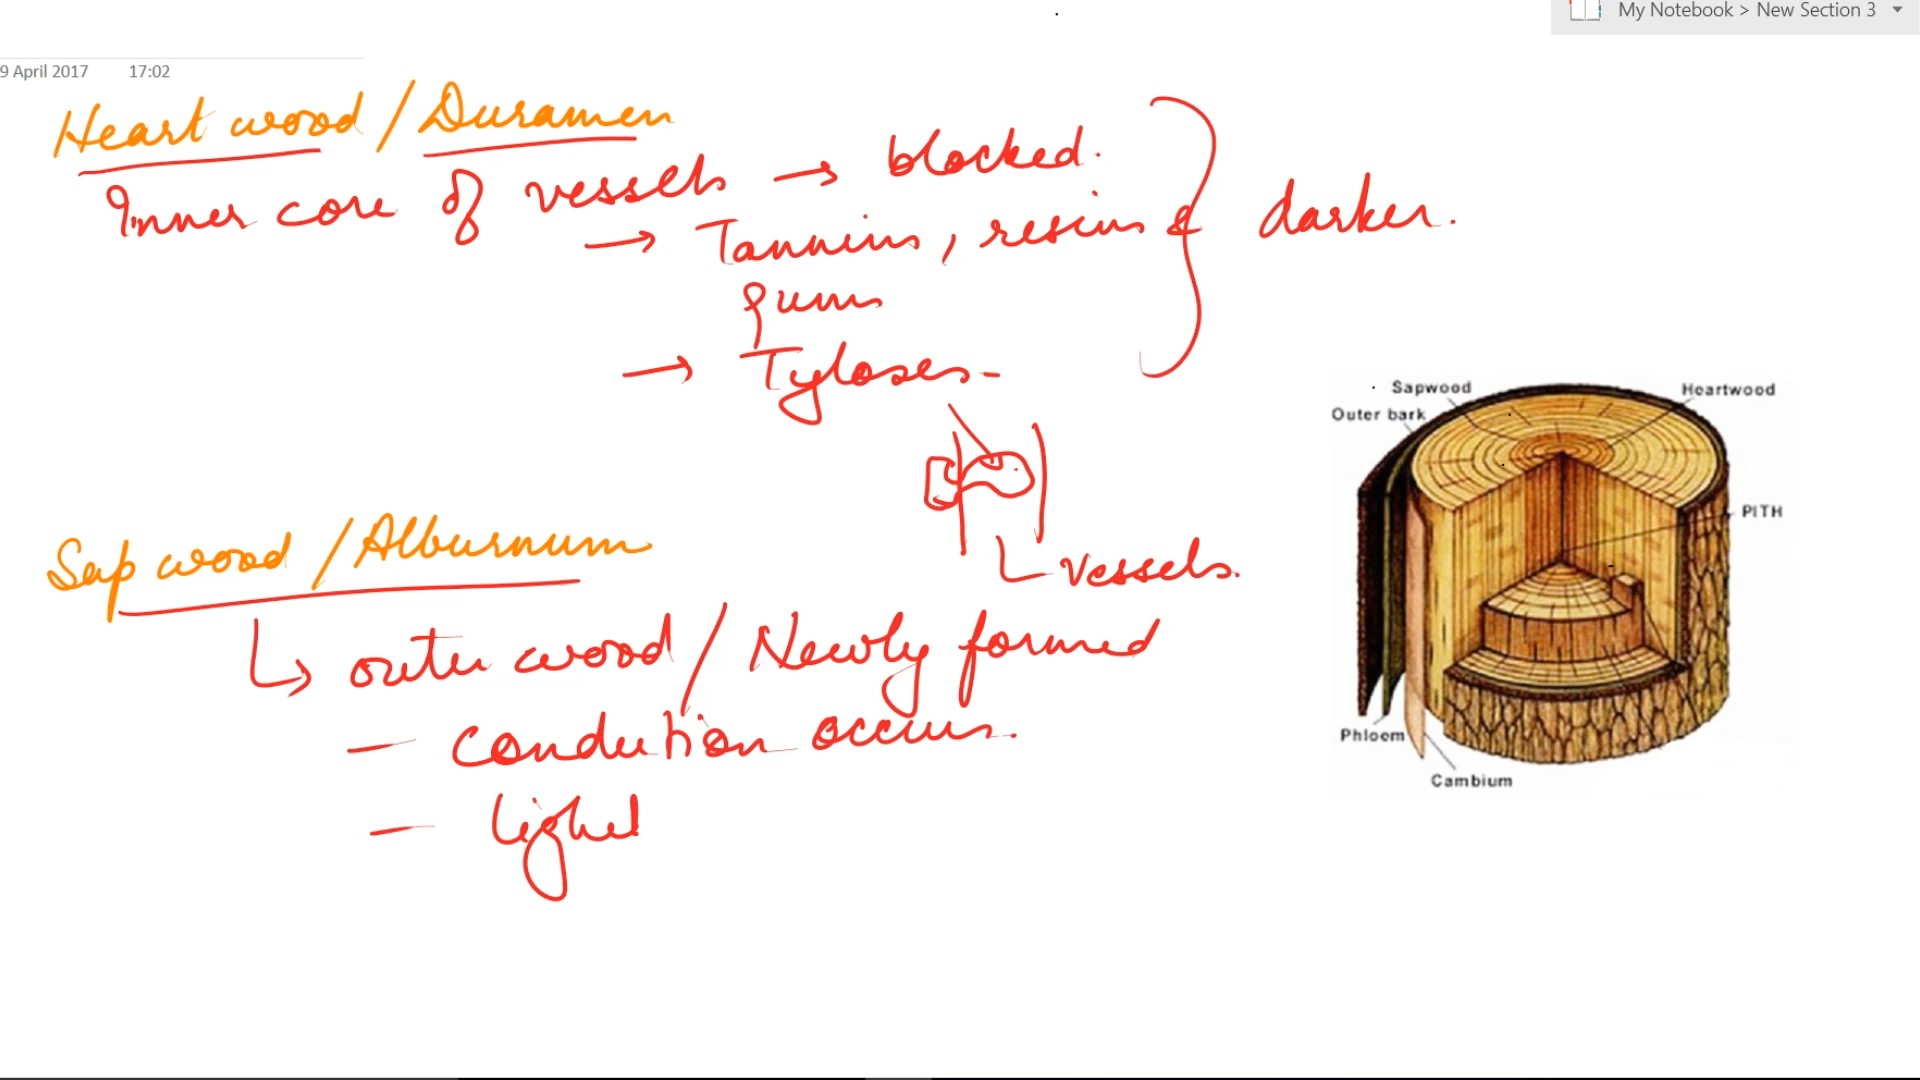 My Notebook > New Section 3
9 April 2017 17:02
Heart wood / Duramen
Inner core of vessels → blocked.
→ Tannins, resins &
gums
→ Tyloses
darker.
vessels.
Sap wood / Alburnum
outer wood / Newly formed
- conduction occurs.
- light
Sapwood
Heartwood
Outer bark
PITH
Phloem
Cambium